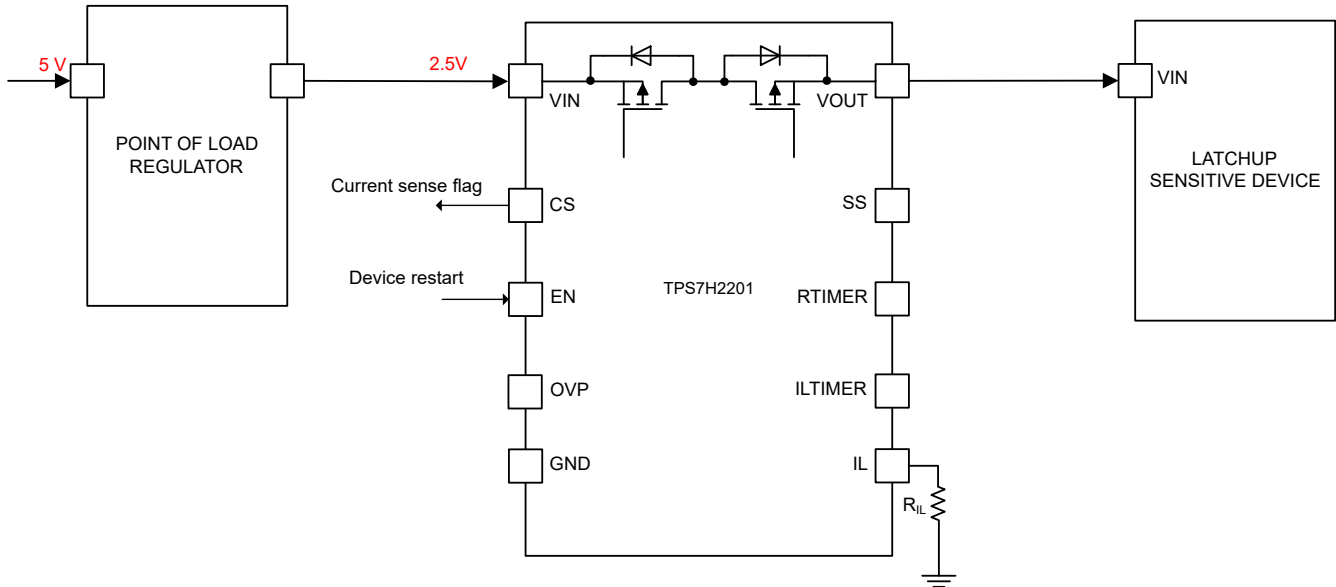 5 V
2.5V
VIN
VOUT
VIN
POINT OF LOAD
REGULATOR
LATCHUP
SENSITIVE DEVICE
Current sense flag
CS
SS
Device restart
EN
TPS7H2201
RTIMER
OVP
ILTIMER
GND
IL
RIL